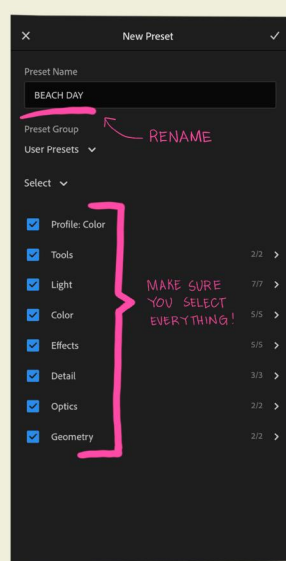 New Preset
Preset Name
BEACH DAY
Preset Group
RENAME
User Presets
Select
Profile: Color
Tools 2/2
Light 7/7
MAKE SURE
YOU SELECT
EVERYTHING!
Color 5/5
Effects 5/5
Detail 3/3
Optics 2/2
Geometry 2/2